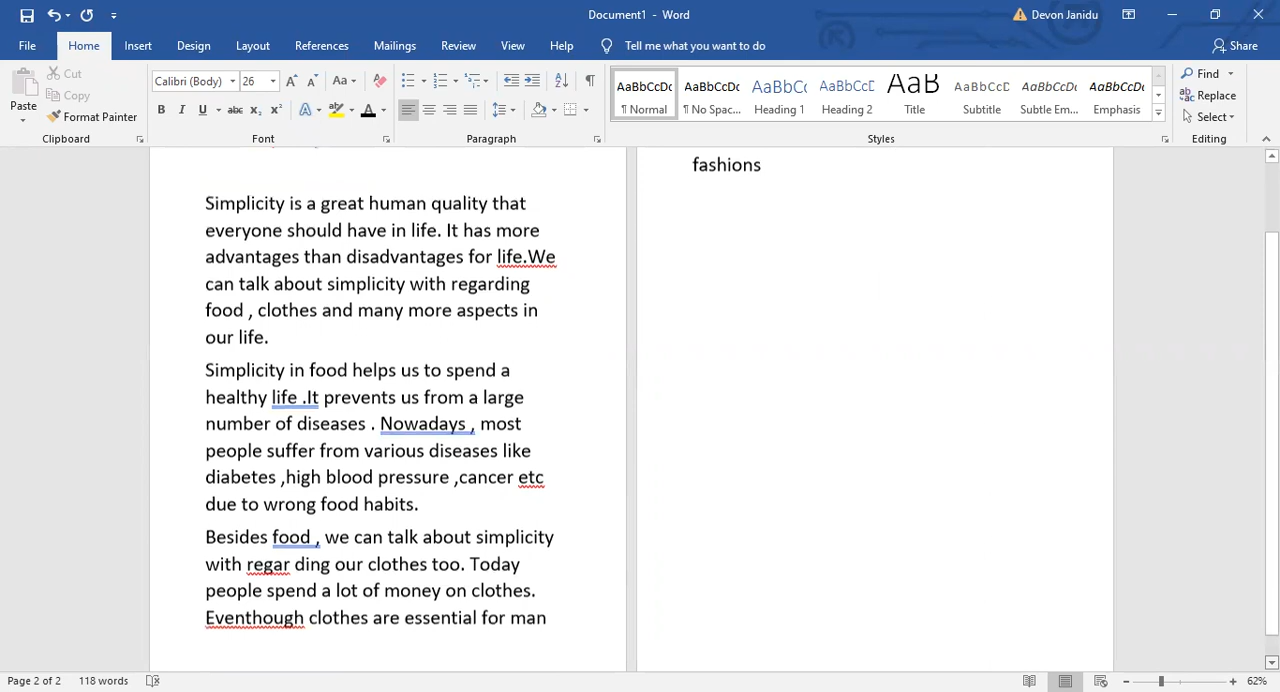 Document1 - Word
Devon Janidu
File Home Insert Design Layout References Mailings Review View Help Tell me what you want to do Share
Paste
Cut
Copy
Format Painter
Clipboard
Calibri (Body) 26
Font
Paragraph
AaBbCcDc AaBbCcDc AaBbCc AaBbCcC AaB AaBbCcD AaBbCcDc AaBbCcDc
¶ Normal ¶ No Spac... Heading 1 Heading 2 Title Subtitle Subtle Em... Emphasis
Styles
Find
Replace
Select
Editing
Simplicity is a great human quality that
everyone should have in life. It has more
advantages than disadvantages for life.We
can talk about simplicity with regarding
food , clothes and many more aspects in
our life.
Simplicity in food helps us to spend a
healthy life .It prevents us from a large
number of diseases . Nowadays , most
people suffer from various diseases like
diabetes ,high blood pressure ,cancer etc
due to wrong food habits.
Besides food , we can talk about simplicity
with regar ding our clothes too. Today
people spend a lot of money on clothes.
Eventhough clothes are essential for man
fashions
Page 2 of 2 118 words
62%